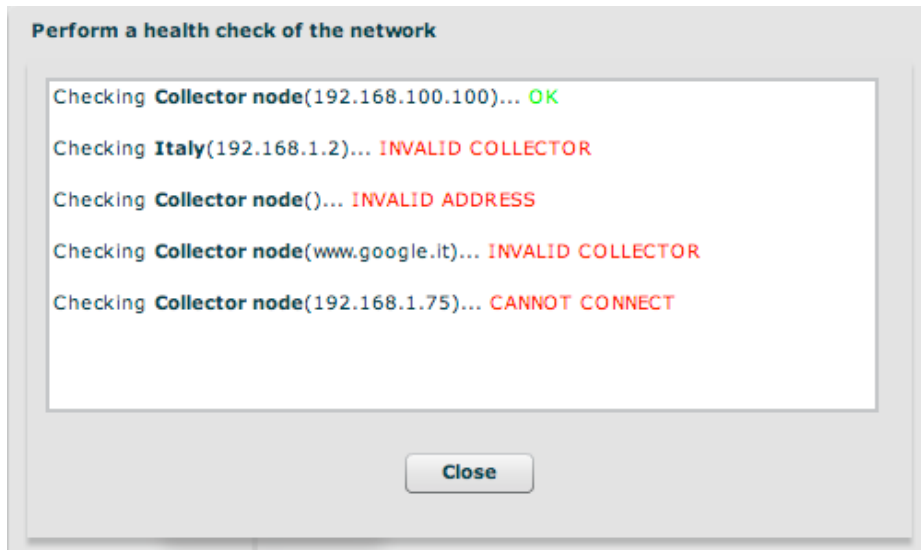 Perform a health check of the network
Checking Collector node(192.168.100.100)... OK
Checking Italy(192.168.1.2)... INVALID COLLECTOR
Checking Collector node()... INVALID ADDRESS
Checking Collector node(www.google.it)... INVALID COLLECTOR
Checking Collector node(192.168.1.75)... CANNOT CONNECT
Close